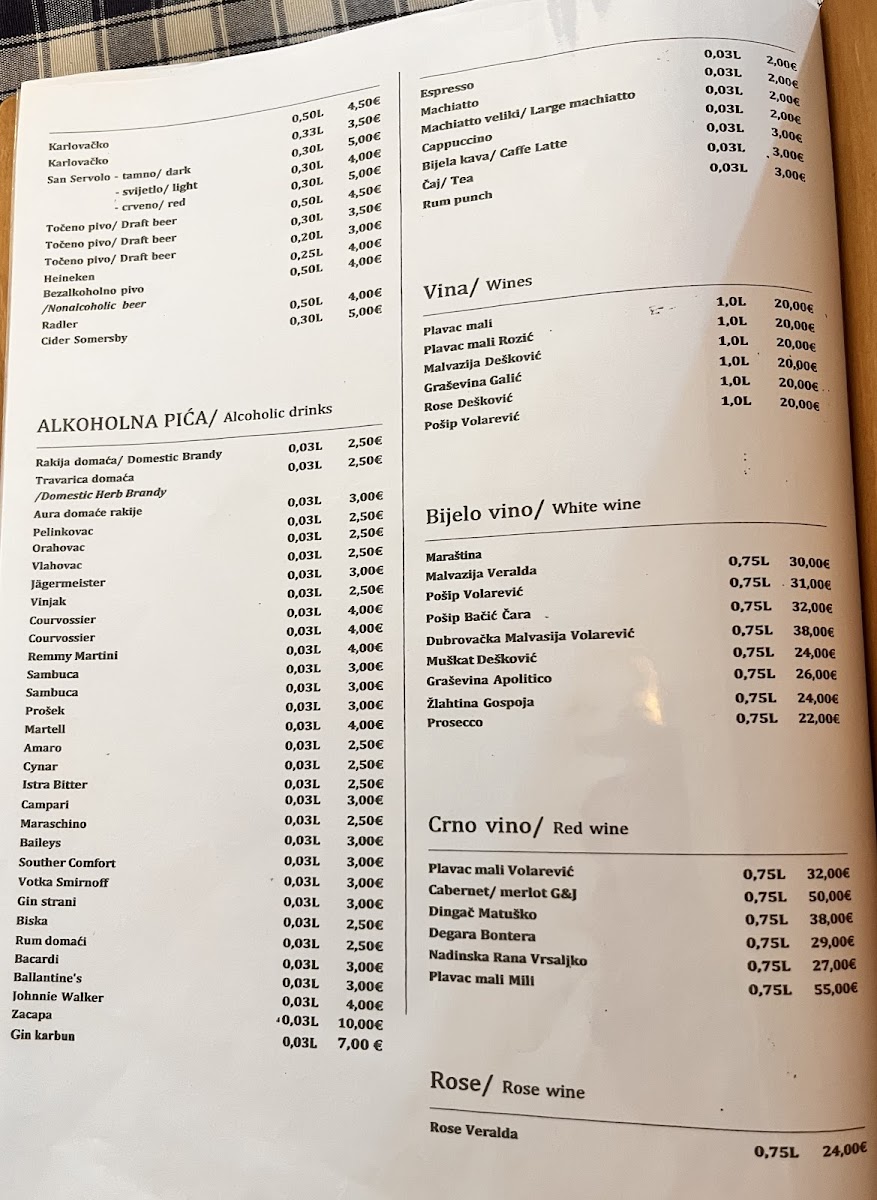 Karlovačko 0,50L 4,50€
Karlovačko 0,33L 3,50€
San Servolo - tamno/ dark 0,30L 5,00€
- svijetlo/ light 0,30L 4,00€
- crveno/ red 0,30L 5,00€
Točeno pivo/ Draft beer 0,50L 4,50€
Točeno pivo/ Draft beer 0,30L 3,50€
Točeno pivo/ Draft beer 0,20L 3,00€
Heineken 0,25L 4,00€
Bezalkoholno pivo 0,50L 4,00€
/Nonalcoholic beer
Radler 0,50L 4,00€
Cider Somersby 0,30L 5,00€
ALKOHOLNA PIĆA/ Alcoholic drinks
Rakija domaća/ Domestic Brandy 0,03L 2,50€
Travarica domaća 0,03L 2,50€
/Domestic Herb Brandy
Aura domaće rakije 0,03L 3,00€
Pelinkovac 0,03L 2,50€
Orahovac 0,03L 2,50€
Vlahovac 0,03L 2,50€
Jägermeister 0,03L 3,00€
Vinjak 0,03L 2,50€
Courvossier 0,03L 4,00€
Courvossier 0,03L 4,00€
Remmy Martini 0,03L 4,00€
Sambuca 0,03L 3,00€
Sambuca 0,03L 3,00€
Prošek 0,03L 3,00€
Martell 0,03L 4,00€
Amaro 0,03L 2,50€
Cynar 0,03L 2,50€
Istra Bitter 0,03L 2,50€
Campari 0,03L 3,00€
Maraschino 0,03L 2,50€
Baileys 0,03L 3,00€
Souther Comfort 0,03L 3,00€
Votka Smirnoff 0,03L 3,00€
Gin strani 0,03L 3,00€
Biska 0,03L 2,50€
Rum domaći 0,03L 2,50€
Bacardi 0,03L 3,00€
Ballantine's 0,03L 3,00€
Johnnie Walker 0,03L 4,00€
Zacapa 0,03L 10,00€
Gin karbun 0,03L 7,00 €
Espresso 0,03L 2,00€
Machiatto 0,03L 2,00€
Machiatto veliki/ Large machiatto 0,03L 2,00€
Cappuccino 0,03L 2,00€
Bijela kava/ Caffe Latte 0,03L 3,00€
Čaj/ Tea 0,03L 3,00€
Rum punch 0,03L 3,00€
Vina/ Wines
Plavac mali 1,0L 20,00€
Plavac mali Rozić 1,0L 20,00€
Malvazija Dešković 1,0L 20,00€
Graševina Galić 1,0L 20,00€
Rose Dešković 1,0L 20,00€
Pošip Volarević 1,0L 20,00€
Bijelo vino/ White wine
Maraština
Malvazija Veralda 0,75L 30,00€
Pošip Volarević 0,75L 31,00€
Pošip Bačić Čara 0,75L 32,00€
Dubrovačka Malvasija Volarević 0,75L 38,00€
Muškat Dešković 0,75L 24,00€
Graševina Apolitico 0,75L 26,00€
Žlahtina Gospoja 0,75L 24,00€
Prosecco 0,75L 22,00€
Crno vino/ Red wine
Plavac mali Volarević 0,75L 32,00€
Cabernet/ merlot G&J 0,75L 50,00€
Dingač Matuško 0,75L 38,00€
Degara Bontera 0,75L 29,00€
Nadinska Rana Vrsaljko 0,75L 27,00€
Plavac mali Mili 0,75L 55,00€
Rose/ Rose wine
Rose Veralda 0,75L 24,00€